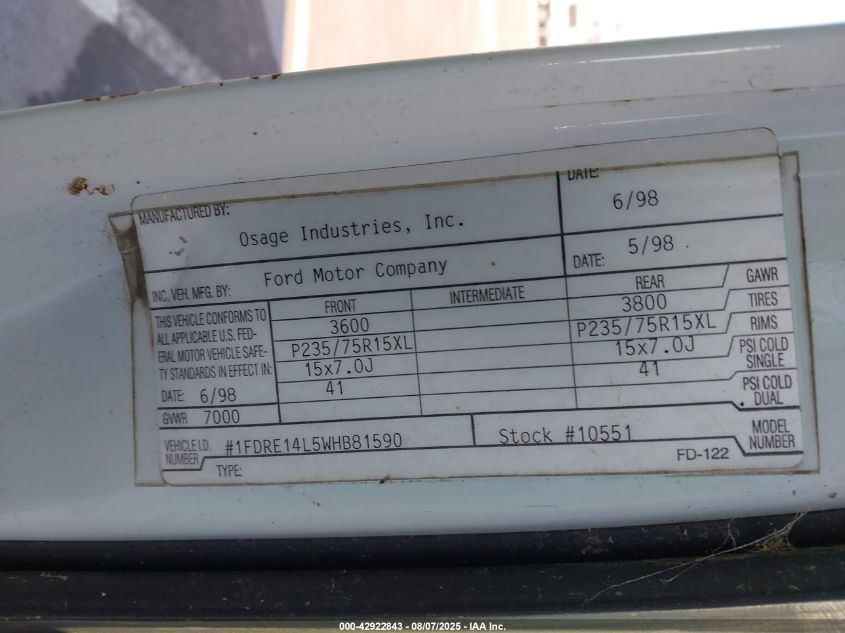 MANUFACTURED BY: Osage Industries, Inc. DATE: 6/98
INC. VEH. MFG. BY: Ford Motor Company DATE: 5/98
THIS VEHICLE CONFORMS TO
ALL APPLICABLE U.S. FED-
ERAL MOTOR VEHICLE SAFE-
TY STANDARDS IN EFFECT IN:
DATE: 6/98
GVWR 7000
FRONT INTERMEDIATE REAR GAWR
3600 3800 TIRES
P235/75R15XL P235/75R15XL RIMS
15x7.0J 15x7.0J PSI COLD SINGLE
41 41 PSI COLD DUAL
VEHICLE I.D. NUMBER #1FDRE14L5WHB81590 Stock #10551 MODEL NUMBER
TYPE: FD-122
000-42922843 - 08/07/2025 - IAA Inc.